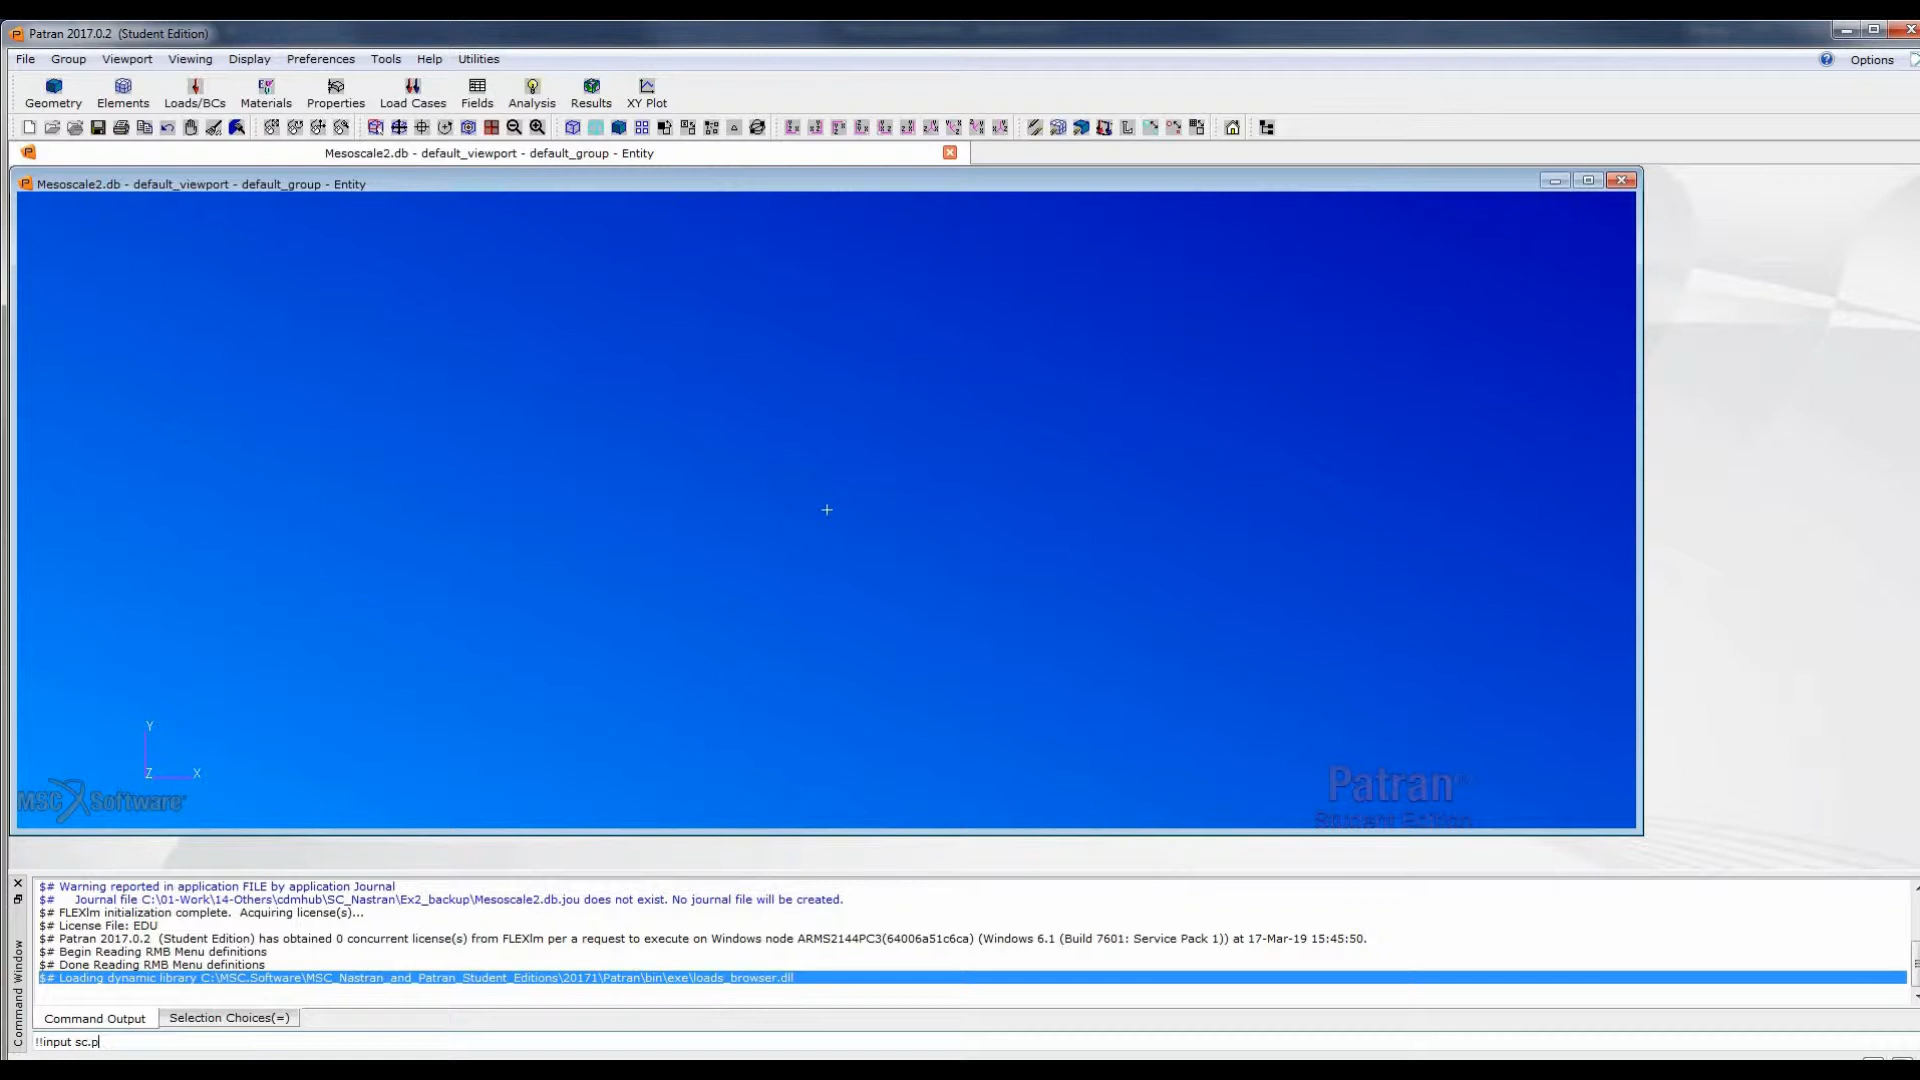 Patran 2017.0.2 (Student Edition)
File Group Viewport Viewing Display Preferences Tools Help Utilities
Options
Geometry Elements Loads/BCs Materials Properties Load Cases Fields Analysis Results XY Plot
Mesoscale2.db - default_viewport - default_group - Entity
Mesoscale2.db - default_viewport - default_group - Entity
Y
Z X
MSC Software
Patran
Student Edition
$# Warning reported in application FILE by application Journal
$# Journal file C:\01-Work\14-Others\cdmhub\SC_Nastran\Ex2_backup\Mesoscale2.db.jou does not exist. No journal file will be created.
$# FLEXlm initialization complete. Acquiring license(s)...
$# License File: EDU
$# Patran 2017.0.2 (Student Edition) has obtained 0 concurrent license(s) from FLEXlm per a request to execute on Windows node ARMS2144PC3(64006a51c6ca) (Windows 6.1 (Build 7601: Service Pack 1)) at 17-Mar-19 15:45:50.
$# Begin Reading RMB Menu definitions
$# Done Reading RMB Menu definitions
$# Loading dynamic library C:\MSC.Software\MSC_Nastran_and_Patran_Student_Editions\20171\Patran\bin\exe\loads_browser.dll
Command Window
Command Output Selection Choices(=)
!!input sc.p